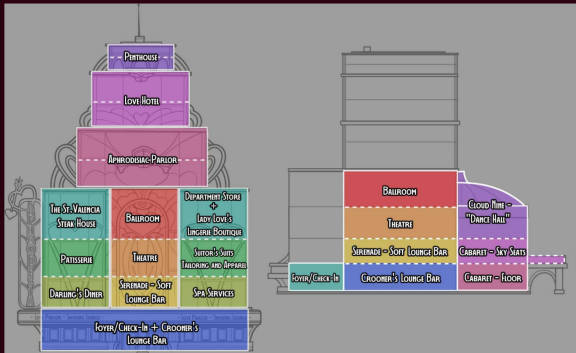 PENTHOUSE
LOVE HOTEL
APHRODISIAC PARLOR
THE ST. VALENCIA
STEAK HOUSE
BALLROOM
DEPARTMENT STORE
+
LADY LOVE'S
LINGERIE BOUTIQUE
PATISSERIE
THEATRE
SUITOR'S SUITS
TAILORING AND APPAREL
DARLING'S DINER
SERENADE - SOFT
LOUNGE BAR
SPA SERVICES
FOYER/CHECK-IN + CROONER'S
LOUNGE BAR
BALLROOM
CLOUD NINE -
"DANCE HALL"
THEATRE
SERENADE - SOFT LOUNGE BAR
CABARET - SKY SEATS
FOYER/CHECK-IN
CROONER'S LOUNGE BAR
CABARET - FLOOR